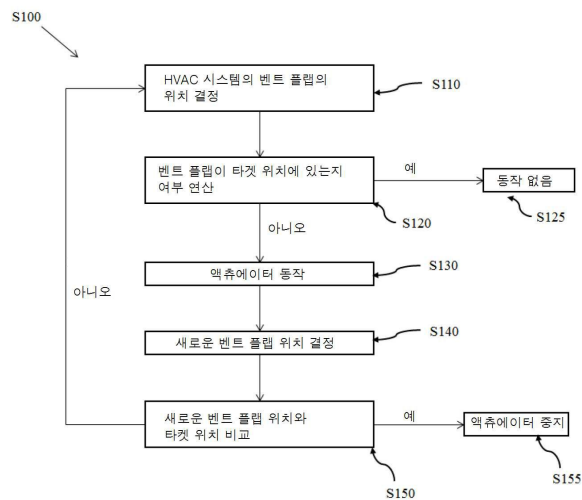 S100
HVAC 시스템의 벤트 플랩의
위치 결정
S110
벤트 플랩이 타겟 위치에 있는지
여부 연산
예
동작 없음
S120
S125
아니오
액츄에이터 동작
S130
아니오
새로운 벤트 플랩 위치 결정
S140
새로운 벤트 플랩 위치와
타켓 위치 비교
예
액츄에이터 중지
S150
S155